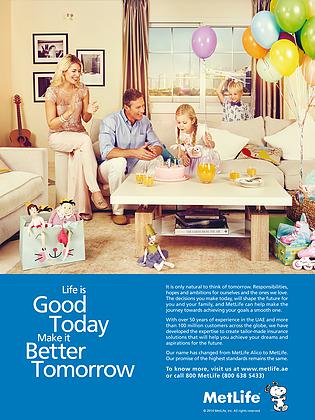 Life is
Good
Today
Make it
Better
Tomorrow
It is only natural to think of tomorrow. Responsibilities,
hopes and ambitions for ourselves and the ones we love.
The decisions you make today, will shape the future for
you and your family, and MetLife can help make the
journey towards achieving your goals a smooth one.
With over 50 years of experience in the UAE and more
than 100 million customers across the globe, we have
developed the expertise to create tailor-made insurance
solutions that will help you achieve your dreams and
aspirations for the future.
Our name has changed from MetLife Alico to MetLife.
Our promise of the highest standards remains the same.
To know more, visit us at www.metlife.ae
or call 800 MetLife (800 638 5433)
MetLife
© 2014 MetLife, Inc. All rights reserved.